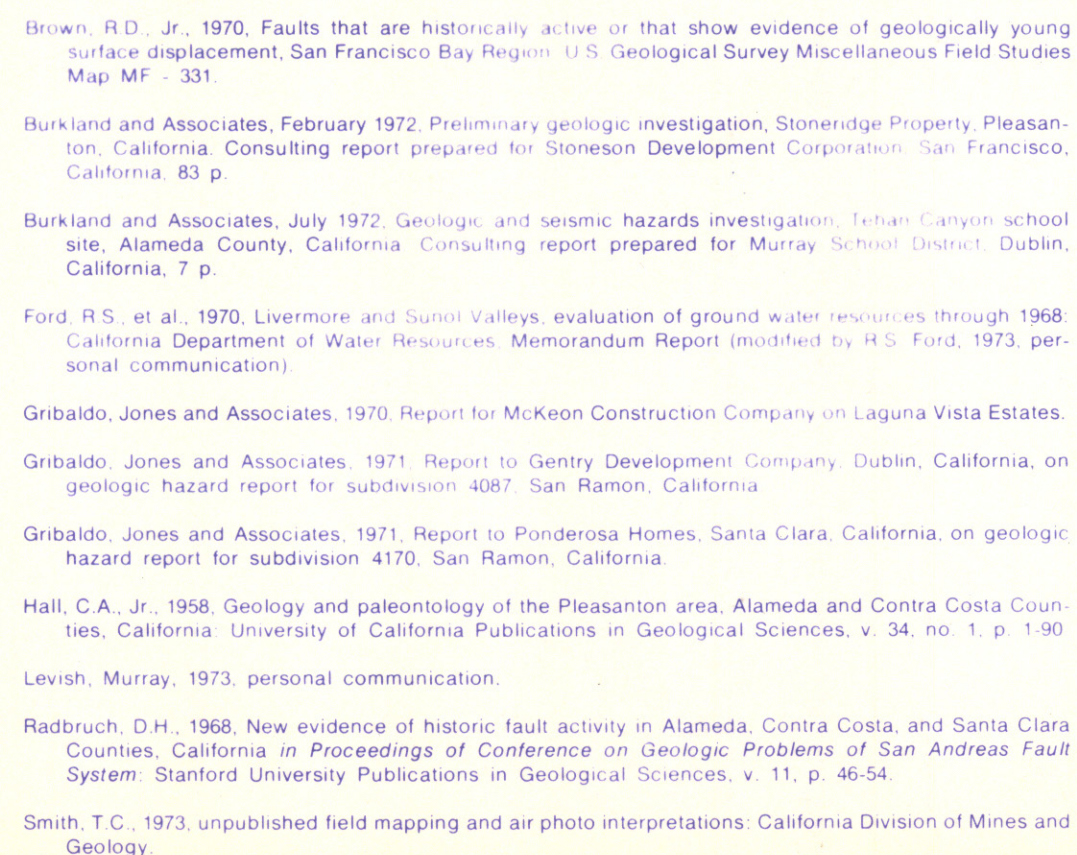 Brown, R.D., Jr., 1970, Faults that are historically active or that show evidence of geologically young
surface displacement, San Francisco Bay Region: U.S. Geological Survey Miscellaneous Field Studies
Map MF - 331.
Burkland and Associates, February 1972, Preliminary geologic investigation, Stoneridge Property, Pleasan-
ton, California. Consulting report prepared for Stoneson Development Corporation, San Francisco,
California, 83 p.
Burkland and Associates, July 1972, Geologic and seismic hazards investigation, Tehan Canyon school
site, Alameda County, California. Consulting report prepared for Murray School District, Dublin,
California, 7 p.
Ford, R.S., et al., 1970, Livermore and Sunol Valleys, evaluation of ground water resources through 1968:
California Department of Water Resources, Memorandum Report (modified by R.S. Ford, 1973, per-
sonal communication).
Gribaldo, Jones and Associates, 1970, Report for McKeon Construction Company on Laguna Vista Estates.
Gribaldo, Jones and Associates, 1971, Report to Gentry Development Company, Dublin, California, on
geologic hazard report for subdivision 4087, San Ramon, California
Gribaldo, Jones and Associates, 1971, Report to Ponderosa Homes, Santa Clara, California, on geologic
hazard report for subdivision 4170, San Ramon, California.
Hall, C.A., Jr., 1958, Geology and paleontology of the Pleasanton area, Alameda and Contra Costa Coun-
ties, California: University of California Publications in Geological Sciences, v. 34, no. 1, p. 1-90
Levish, Murray, 1973, personal communication.
Radbruch, D.H., 1968, New evidence of historic fault activity in Alameda, Contra Costa, and Santa Clara
Counties, California in Proceedings of Conference on Geologic Problems of San Andreas Fault
System: Stanford University Publications in Geological Sciences, v. 11, p. 46-54.
Smith, T.C., 1973, unpublished field mapping and air photo interpretations: California Division of Mines and
Geology.